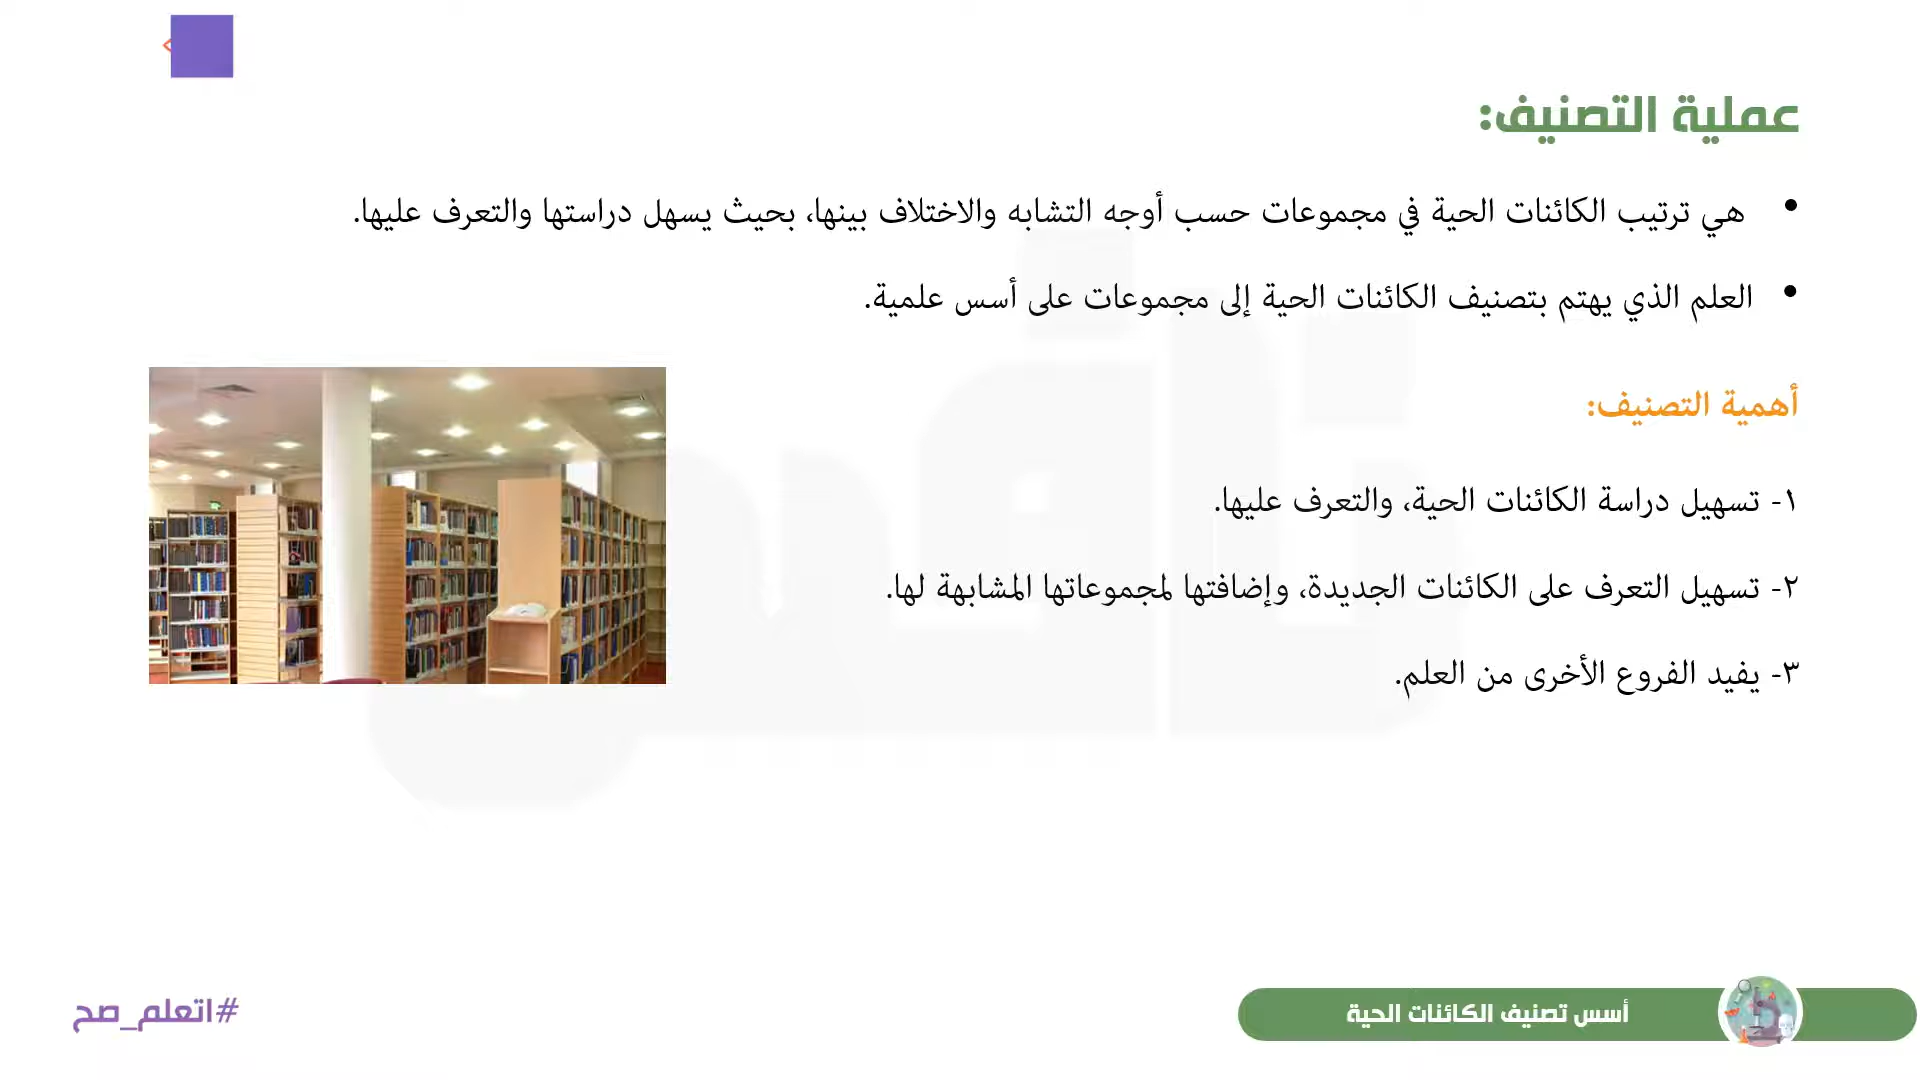 عملية التصنيف:
• هي ترتيب الكائنات الحية في مجموعات حسب أوجه التشابه والاختلاف بينها، بحيث يسهل دراستها والتعرف عليها.
• العلم الذي يهتم بتصنيف الكائنات الحية إلى مجموعات على أسس علمية.
أهمية التصنيف:
١- تسهيل دراسة الكائنات الحية، والتعرف عليها.
٢- تسهيل التعرف على الكائنات الجديدة، وإضافتها لمجموعاتها المشابهة لها.
٣- يفيد الفروع الأخرى من العلم.
أسس تصنيف الكائنات الحية
#اتعلم_صح